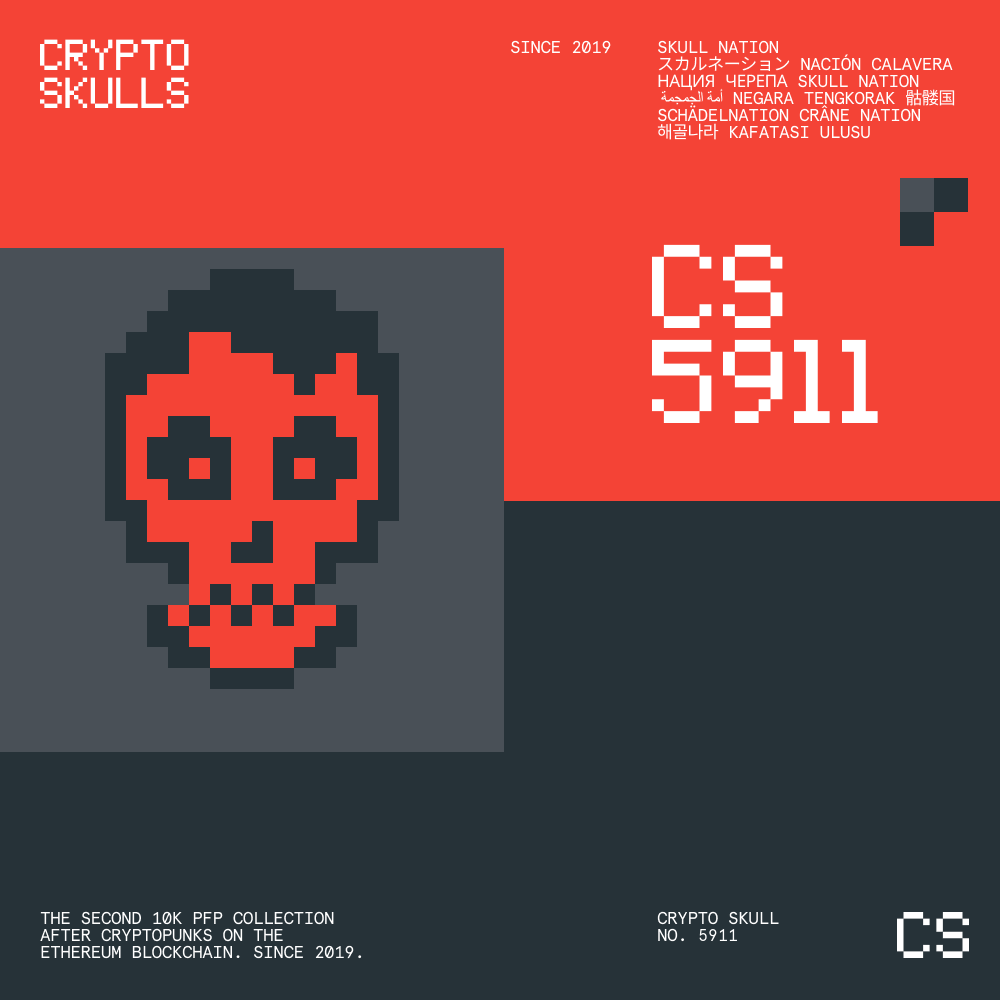 CRYPTO
SKULLS
SINCE 2019
SKULL NATION
スカルネーション NACIÓN CALAVERA
НАЦИЯ ЧЕРЕПА SKULL NATION
أمة الجمجمة NEGARA TENGKORAK 骷髅国
SCHÄDELNATION CRÂNE NATION
해골나라 KAFATASI ULUSU
CS
5911
THE SECOND 10K PFP COLLECTION
AFTER CRYPTOPUNKS ON THE
ETHEREUM BLOCKCHAIN. SINCE 2019.
CRYPTO SKULL
NO. 5911
CS